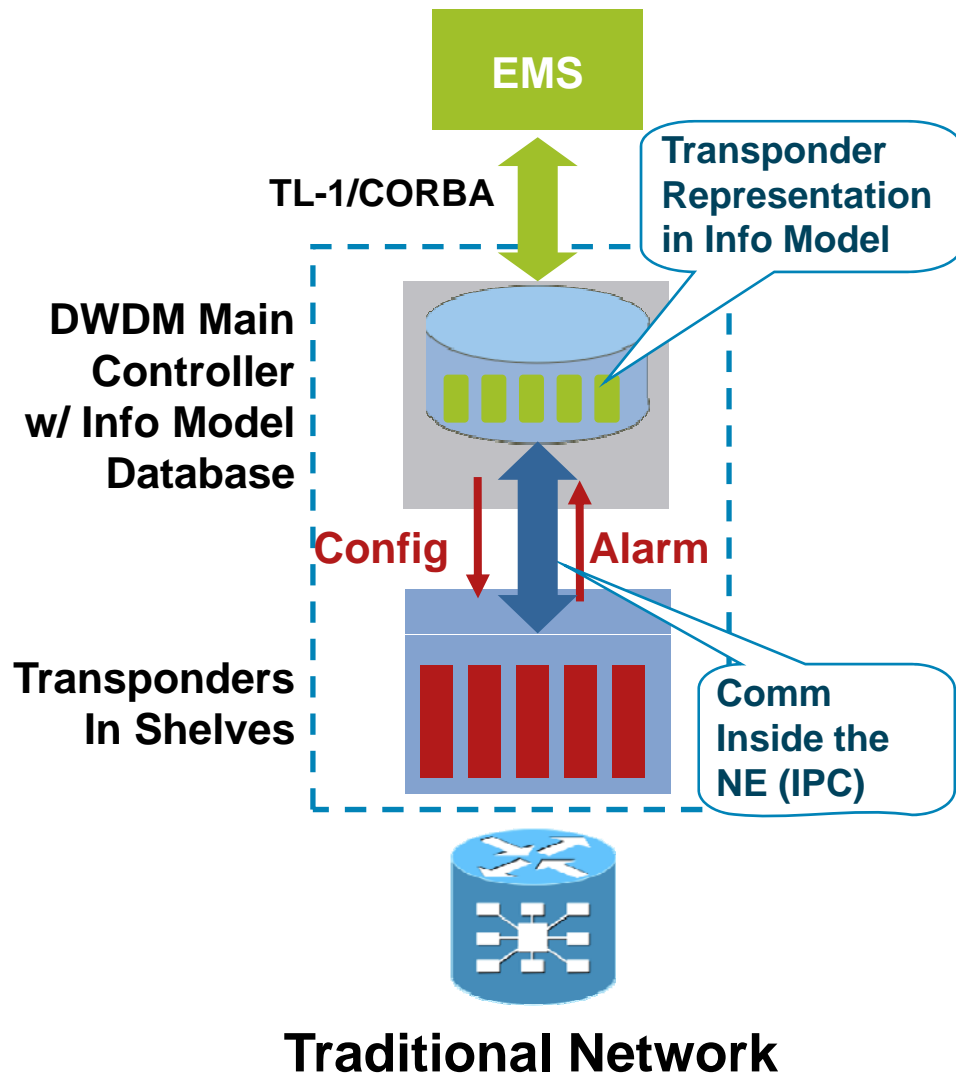 EMS
Transponder
Representation
in Info Model
TL-1/CORBA
DWDM Main
Controller
w/ Info Model
Database
Config
Alarm
Transponders
In Shelves
Comm
Inside the
NE (IPC)
Traditional Network